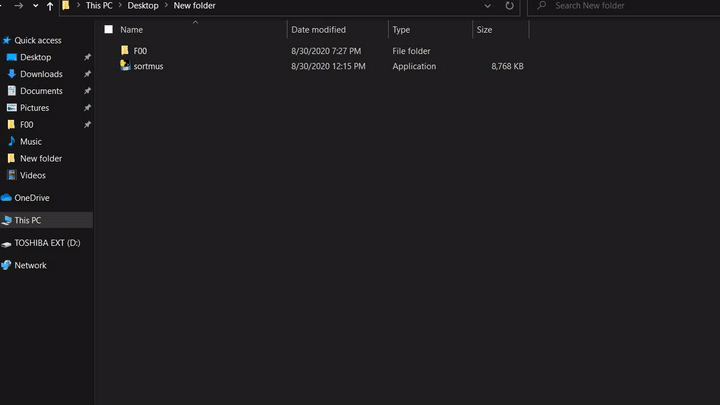 This PC > Desktop > New folder
Search New folder
Name Date modified Type Size
F00 8/30/2020 7:27 PM File folder
sortmus 8/30/2020 12:15 PM Application 8,768 KB
Quick access
Desktop
Downloads
Documents
Pictures
F00
Music
New folder
Videos
OneDrive
This PC
TOSHIBA EXT (D:)
Network